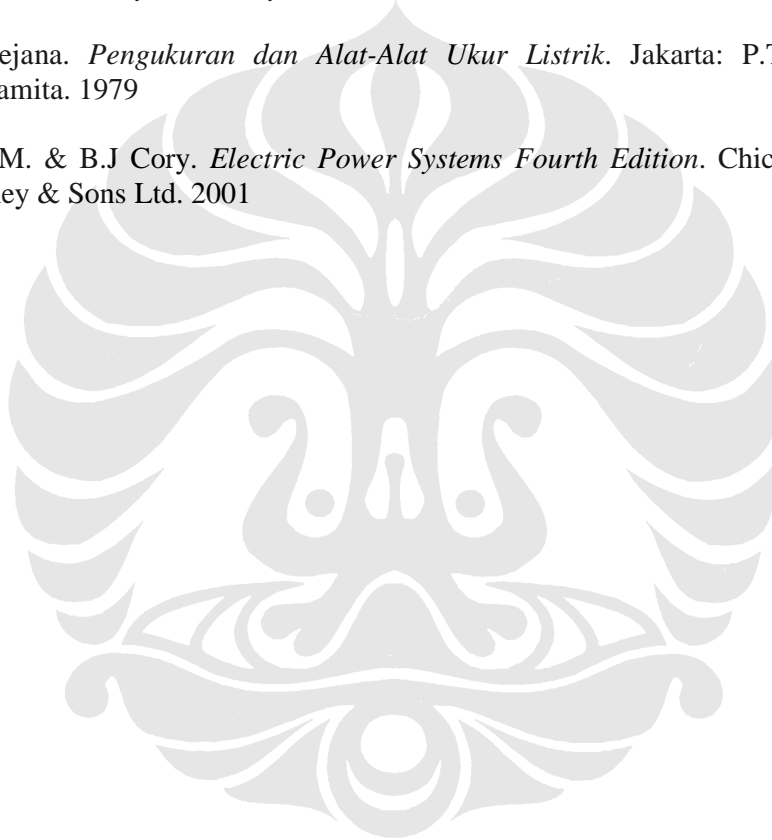 ejana. Pengukuran dan Alat-Alat Ukur Listrik. Jakarta: P.T
amita. 1979
M. & B.J Cory. Electric Power Systems Fourth Edition. Chic
ey & Sons Ltd. 2001